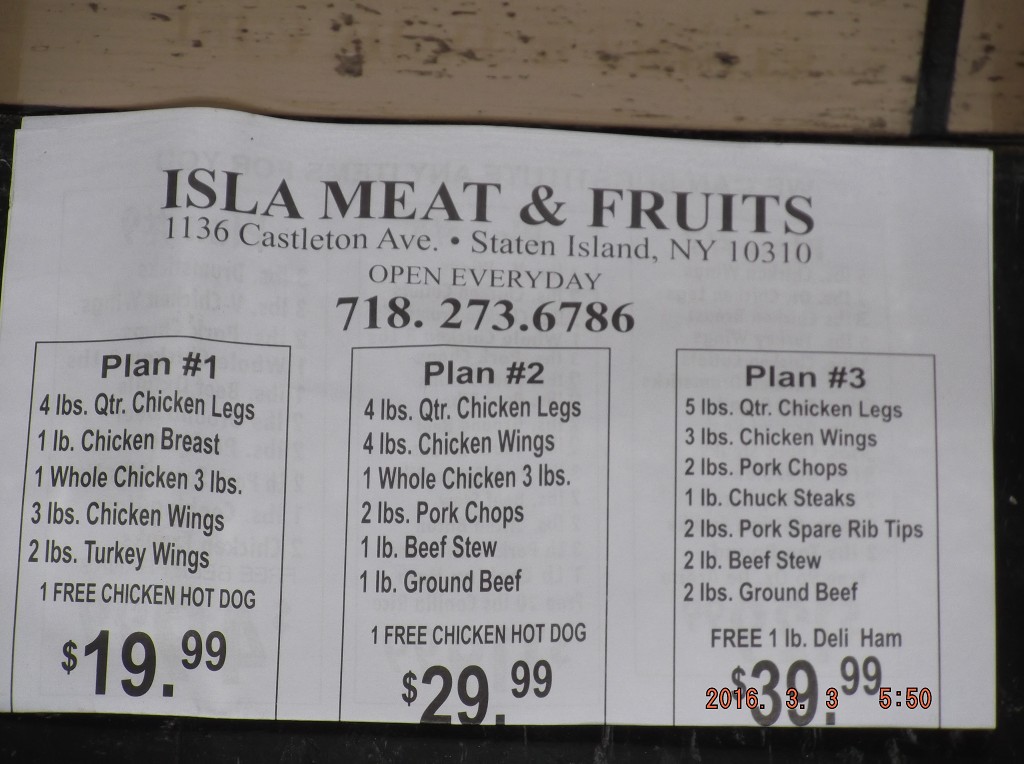 ISLA MEAT & FRUITS
1136 Castleton Ave. • Staten Island, NY 10310
OPEN EVERYDAY
718. 273.6786
Plan #1
4 lbs. Qtr. Chicken Legs
1 lb. Chicken Breast
1 Whole Chicken 3 lbs.
3 lbs. Chicken Wings
2 lbs. Turkey Wings
1 FREE CHICKEN HOT DOG
$19.99
Plan #2
4 lbs. Qtr. Chicken Legs
4 lbs. Chicken Wings
1 Whole Chicken 3 lbs.
2 lbs. Pork Chops
1 lb. Beef Stew
1 lb. Ground Beef
1 FREE CHICKEN HOT DOG
$29.99
Plan #3
5 lbs. Qtr. Chicken Legs
3 lbs. Chicken Wings
2 lbs. Pork Chops
1 lb. Chuck Steaks
2 lbs. Pork Spare Rib Tips
2 lb. Beef Stew
2 lbs. Ground Beef
FREE 1 lb. Deli Ham
$39.99
2016. 3. 3 5:50